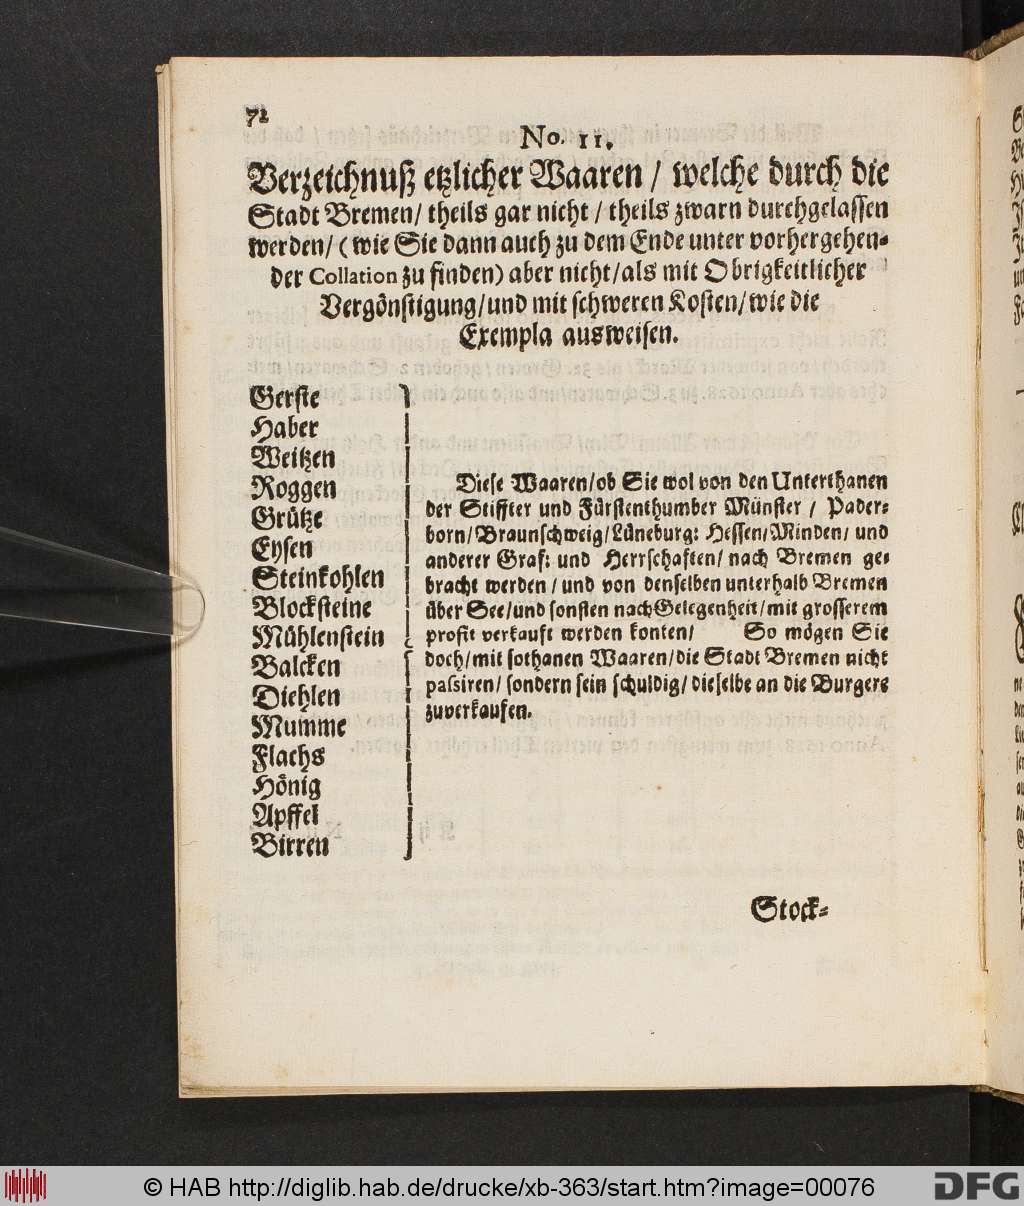 72
No. 11.
Verzeichnuß etzlicher Waaren / welche durch die
Stadt Bremen/ theils gar nicht / theils zwarn durchgelassen
werden/ ( wie Sie dann auch zu dem Ende unter vorhergehen-
der Collation zu finden) aber nicht/als mit Obrigkeitlicher
Vergönstigung/und mit schweren Kosten/wie die
Exempla ausweisen.
Gerste
Haber
Weitzen
Roggen
Grütze
Eysen
Steinkohlen
Blocksteine
Mühlenstein
Balcken
Diehlen
Mumme
Flachs
Hönig
Apffel
Birren
Diese Waaren/ob Sie wol von den Unterthanen
der Stiffter und Fürstenthumber Münster / Pader-
born/Braunschweig/Lüneburg: Hessen/Minden/ und
anderer Graf: und Herrschaften/ nach Bremen ge-
bracht werden / und von denselben unterhalb Bremen
über See/und sonsten nach Gelegenheit/mit grosserem
profit verkauft werden konten/ So mögen Sie
doch/mit sothanen Waaren/die Stadt Bremen nicht
passiren/ sondern sein schuldig/ dieselbe an die Burgere
zuverkaufen.
Stock-
© HAB http://diglib.hab.de/drucke/xb-363/start.htm?image=00076
DFG